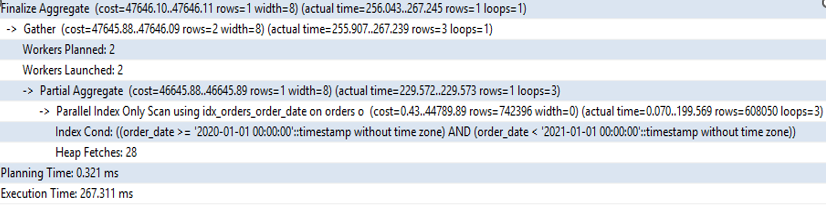 Finalize Aggregate (cost=47646.10..47646.11 rows=1 width=8) (actual time=256.043..267.245 rows=1 loops=1)
-> Gather (cost=47645.88..47646.09 rows=2 width=8) (actual time=255.907..267.239 rows=3 loops=1)
Workers Planned: 2
Workers Launched: 2
-> Partial Aggregate (cost=46645.88..46645.89 rows=1 width=8) (actual time=229.572..229.573 rows=1 loops=3)
-> Parallel Index Only Scan using idx_orders_order_date on orders o (cost=0.43..44789.89 rows=742396 width=0) (actual time=0.070..199.569 rows=608050 loops=3)
Index Cond: ((order_date >= '2020-01-01 00:00:00'::timestamp without time zone) AND (order_date < '2021-01-01 00:00:00'::timestamp without time zone))
Heap Fetches: 28
Planning Time: 0.321 ms
Execution Time: 267.311 ms